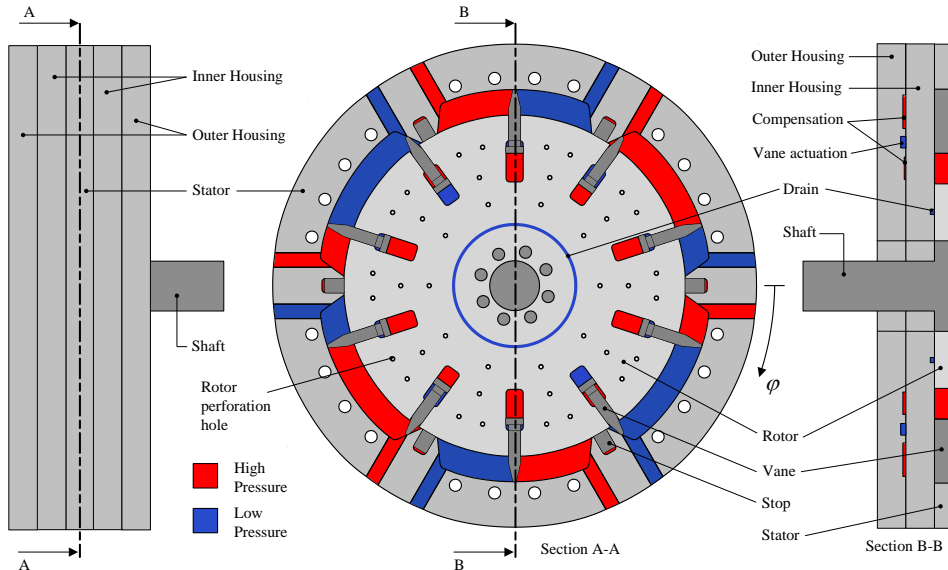 A
B
Inner Housing
Outer Housing
Stator
Shaft
Rotor
perforation
hole
High
Pressure
Low
Pressure
A
B
Section A-A
Outer Housing
Inner Housing
Compensation
Vane actuation
Drain
Shaft
φ
Rotor
Vane
Stop
Stator
Section B-B